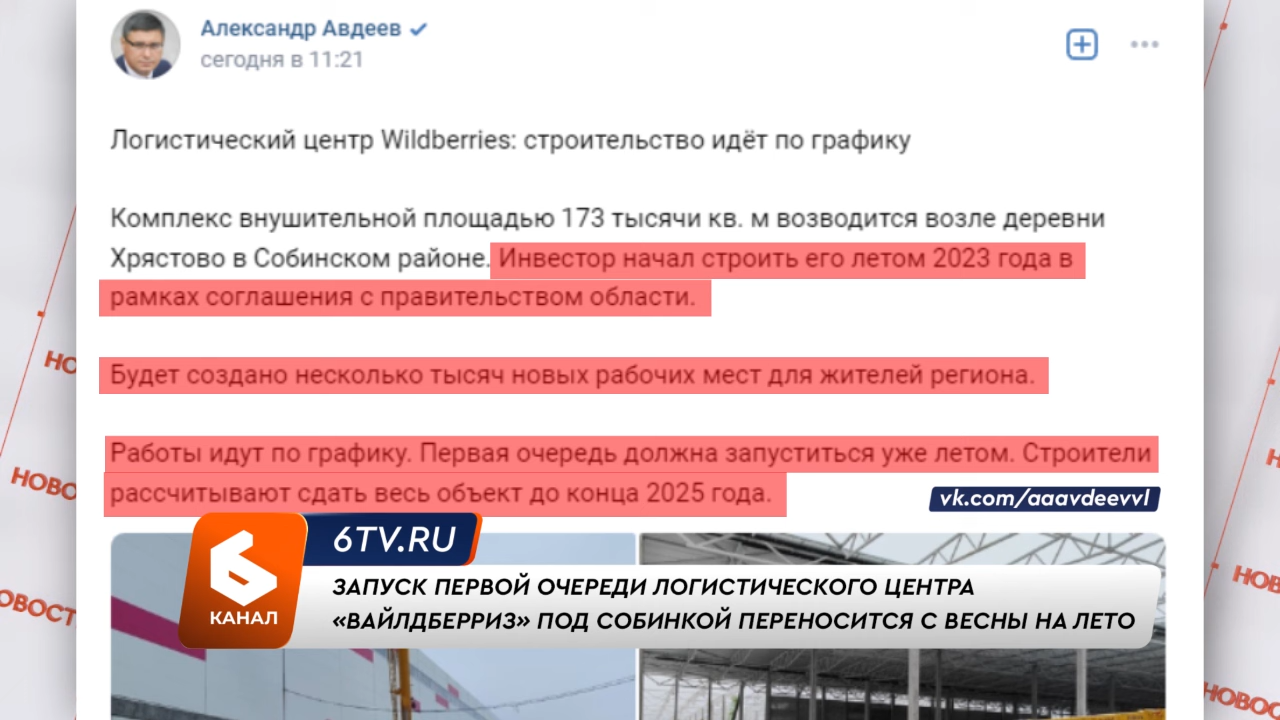 Александр Авдеев
сегодня в 11:21
Логистический центр Wildberries: строительство идёт по графику
Комплекс внушительной площадью 173 тысячи кв. м возводится возле деревни
Хрястово в Собинском районе. Инвестор начал строить его летом 2023 года в
рамках соглашения с правительством области.
Будет создано несколько тысяч новых рабочих мест для жителей региона.
Работы идут по графику. Первая очередь должна запуститься уже летом. Строители
рассчитывают сдать весь объект до конца 2025 года.
vk.com/aaavdeevvl
6TV.RU
6
КАНАЛ
ЗАПУСК ПЕРВОЙ ОЧЕРЕДИ ЛОГИСТИЧЕСКОГО ЦЕНТРА
«ВАЙЛДБЕРРИЗ» ПОД СОБИНКОЙ ПЕРЕНОСИТСЯ С ВЕСНЫ НА ЛЕТО